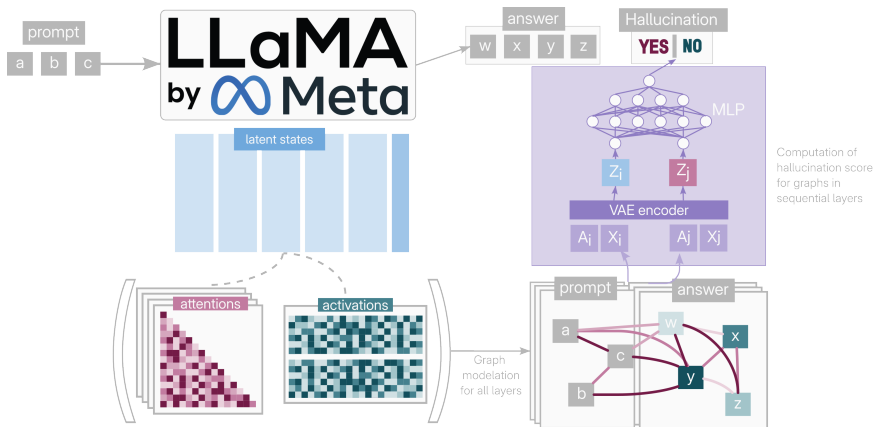 prompt
a b c
LLaMA
by Meta
answer
w x y z
Hallucination
YES NO
MLP
Zi Zj
VAE encoder
Ai Xi Aj Xj
Computation of
hallucination score
for graphs in
sequential layers
latent states
attentions
activations
Graph
modelation
for all layers
prompt
answer
a
w
x
c
y
b
z